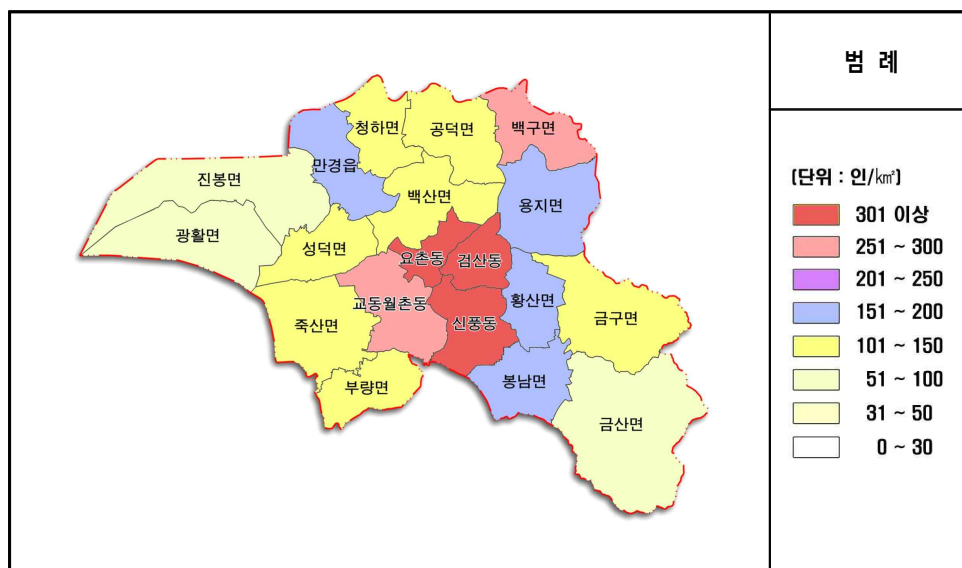 범 례
청하면
공덕면
백구면
만경읍
진봉면
백산면
용지면
광활면
성덕면
요촌동
검산동
교동월촌동
신풍동
황산면
금구면
죽산면
부량면
봉남면
금산면
(단위 : 인/㎢)
301 이상
251 ~ 300
201 ~ 250
151 ~ 200
101 ~ 150
51 ~ 100
31 ~ 50
0 ~ 30